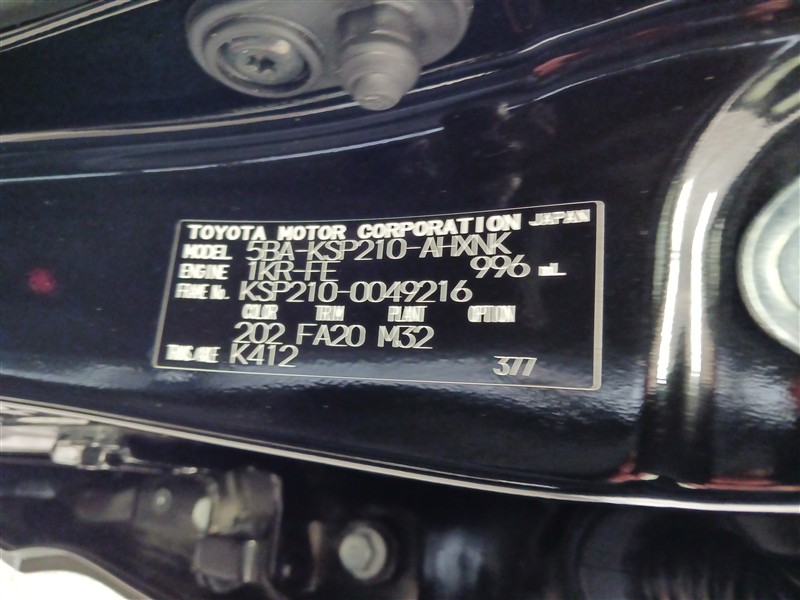 TOYOTA MOTOR CORPORATION JAPAN
MODEL 5BA-KSP210-AHXNK
ENGINE 1KR-FE 996 mL
FRAME No. KSP210-0049216
COLOR TRIM PLANT OPTION
202 FA20 M32
TRANS/AXLE K412
377